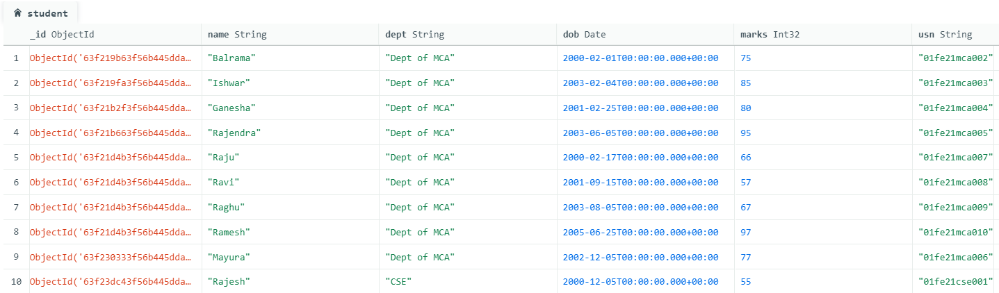 student
_id ObjectId name String dept String dob Date marks Int32 usn String
1 ObjectId('63f219b63f56b445dda… "Balrama" "Dept of MCA" 2000-02-01T00:00:00.000+00:00 75 "01fe21mca002"
2 ObjectId('63f219fa3f56b445dda… "Ishwar" "Dept of MCA" 2003-02-04T00:00:00.000+00:00 85 "01fe21mca003"
3 ObjectId('63f21b2f3f56b445dda… "Ganesha" "Dept of MCA" 2001-02-25T00:00:00.000+00:00 80 "01fe21mca004"
4 ObjectId('63f21b663f56b445dda… "Rajendra" "Dept of MCA" 2003-06-05T00:00:00.000+00:00 95 "01fe21mca005"
5 ObjectId('63f21d4b3f56b445dda… "Raju" "Dept of MCA" 2000-02-17T00:00:00.000+00:00 66 "01fe21mca007"
6 ObjectId('63f21d4b3f56b445dda… "Ravi" "Dept of MCA" 2001-09-15T00:00:00.000+00:00 57 "01fe21mca008"
7 ObjectId('63f21d4b3f56b445dda… "Raghu" "Dept of MCA" 2003-08-05T00:00:00.000+00:00 67 "01fe21mca009"
8 ObjectId('63f21d4b3f56b445dda… "Ramesh" "Dept of MCA" 2005-06-25T00:00:00.000+00:00 97 "01fe21mca010"
9 ObjectId('63f230333f56b445dda… "Mayura" "Dept of MCA" 2002-12-05T00:00:00.000+00:00 77 "01fe21mca006"
10 ObjectId('63f23dc43f56b445dda… "Rajesh" "CSE" 2000-12-05T00:00:00.000+00:00 55 "01fe21cse001"